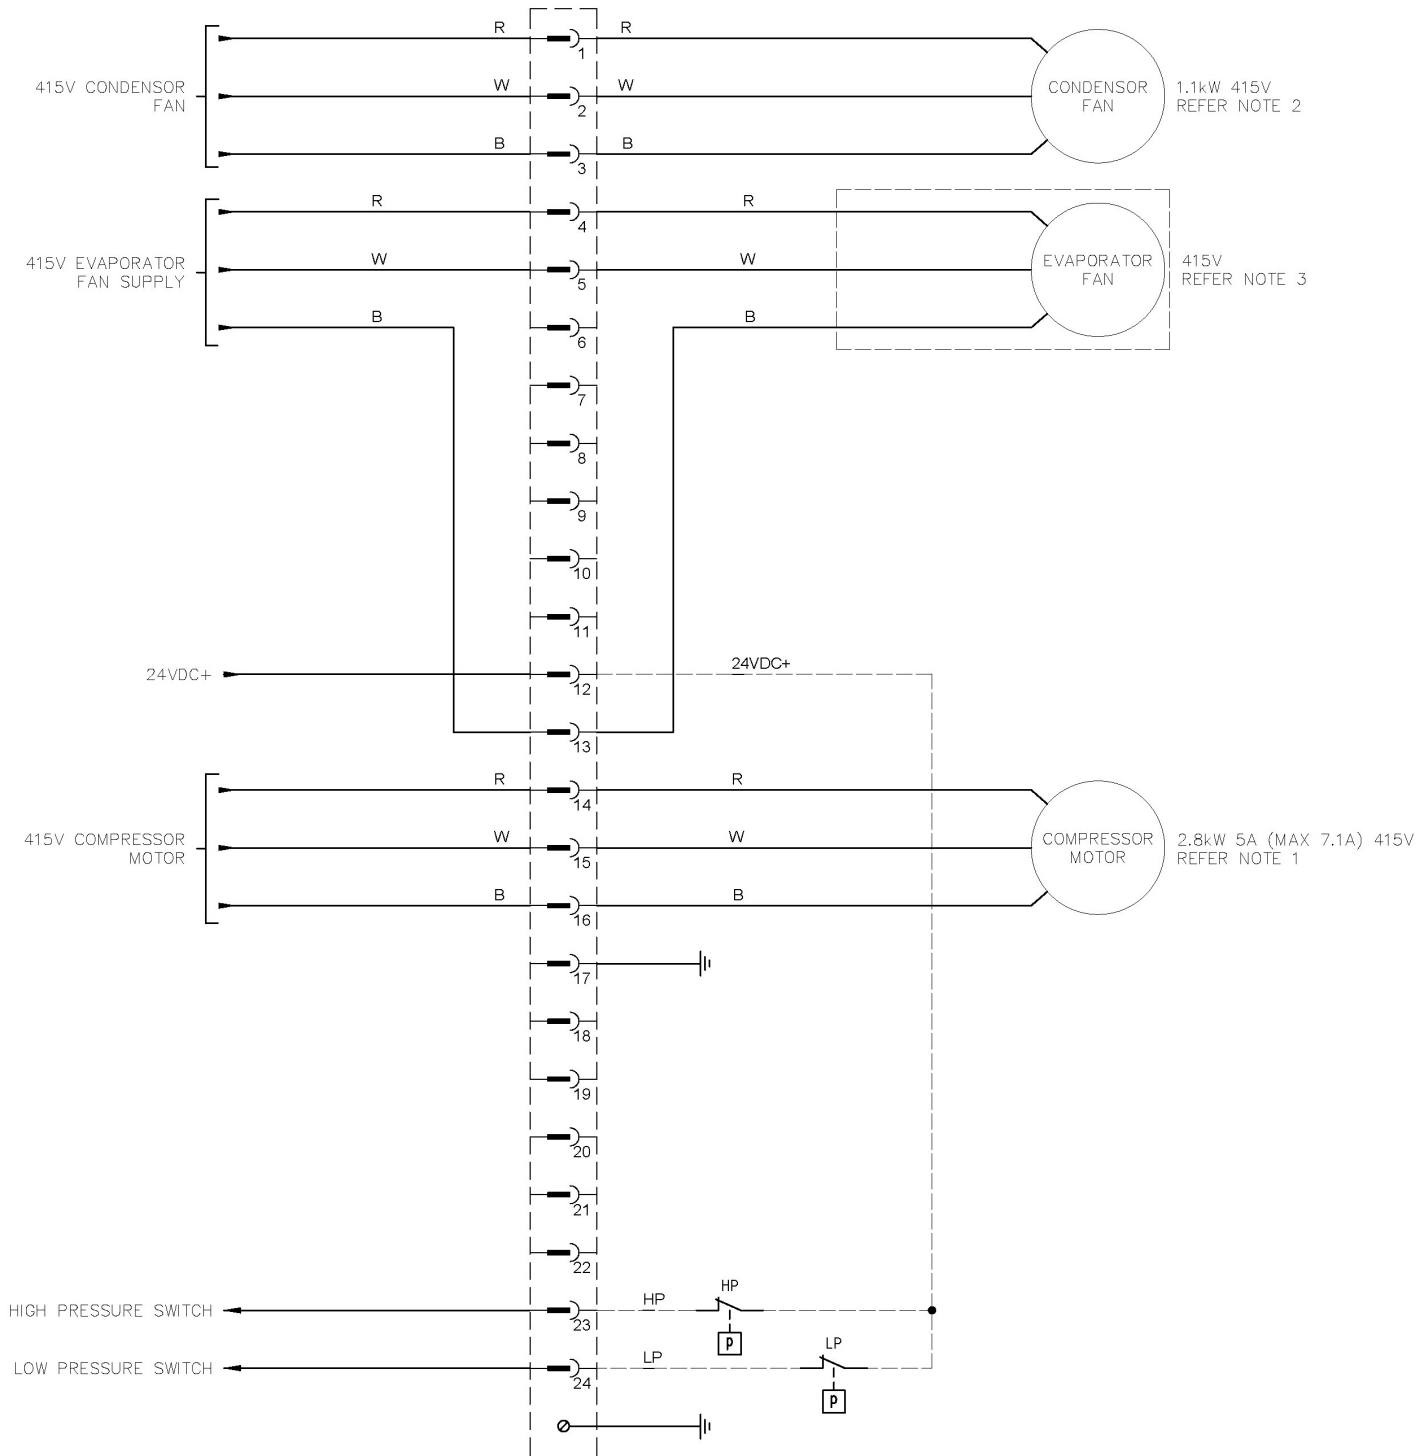 R
R
1
415V CONDENSOR
FAN
W
W
2
CONDENSOR
FAN
1.1kW 415V
REFER NOTE 2
B
B
3
R
R
4
415V EVAPORATOR
FAN SUPPLY
W
W
5
EVAPORATOR
FAN
415V
REFER NOTE 3
B
B
6
7
8
9
10
11
24VDC+
24VDC+
12
13
R
R
14
415V COMPRESSOR
MOTOR
W
W
15
COMPRESSOR
MOTOR
2.8kW 5A (MAX 7.1A) 415V
REFER NOTE 1
B
B
16
17
18
19
20
21
22
HIGH PRESSURE SWITCH
HP
HP
23
P
LOW PRESSURE SWITCH
LP
LP
24
P